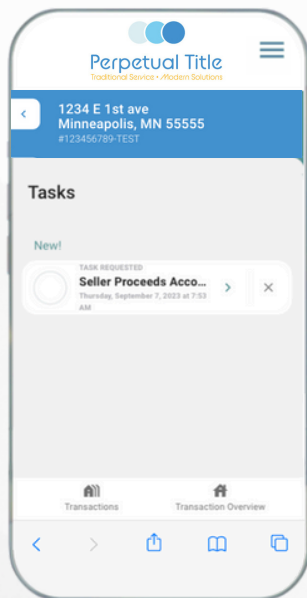 Perpetual Title
Traditional Service - Modern Solutions
1234 E 1st ave
Minneapolis, MN 55555
#123456789-TEST
Tasks
New!
TASK REQUESTED
Seller Proceeds Acco...
Thursday, September 7, 2023 at 7:53
AM
Transactions
Transaction Overview